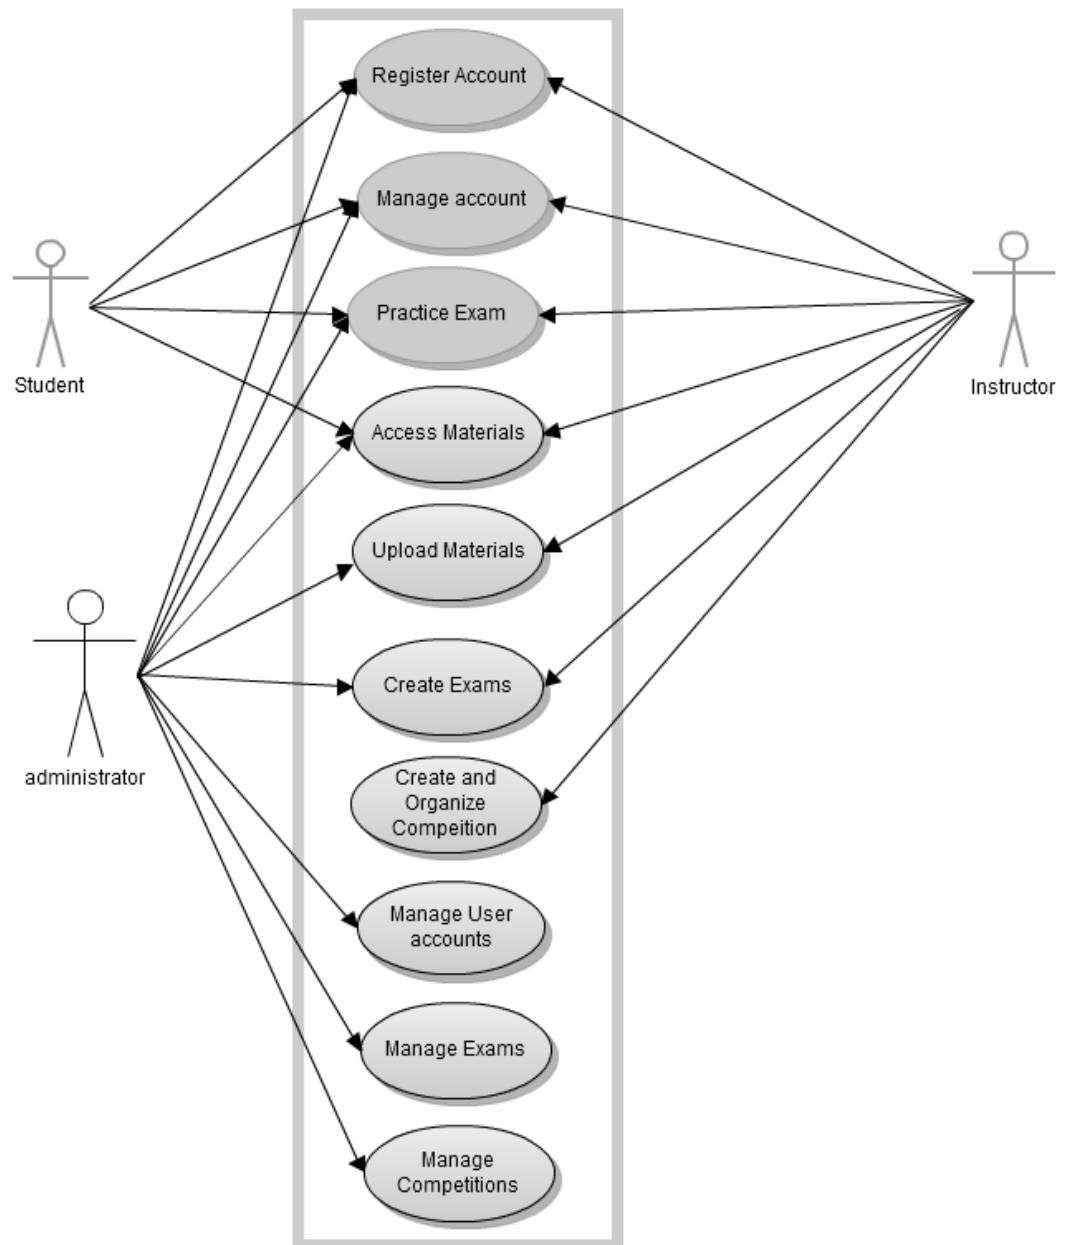 Register Account
Manage account
Practice Exam
Student
Instructor
Access Materials
Upload Materials
Create Exams
administrator
Create and
Organize
Compeition
Manage User
accounts
Manage Exams
Manage
Competitions